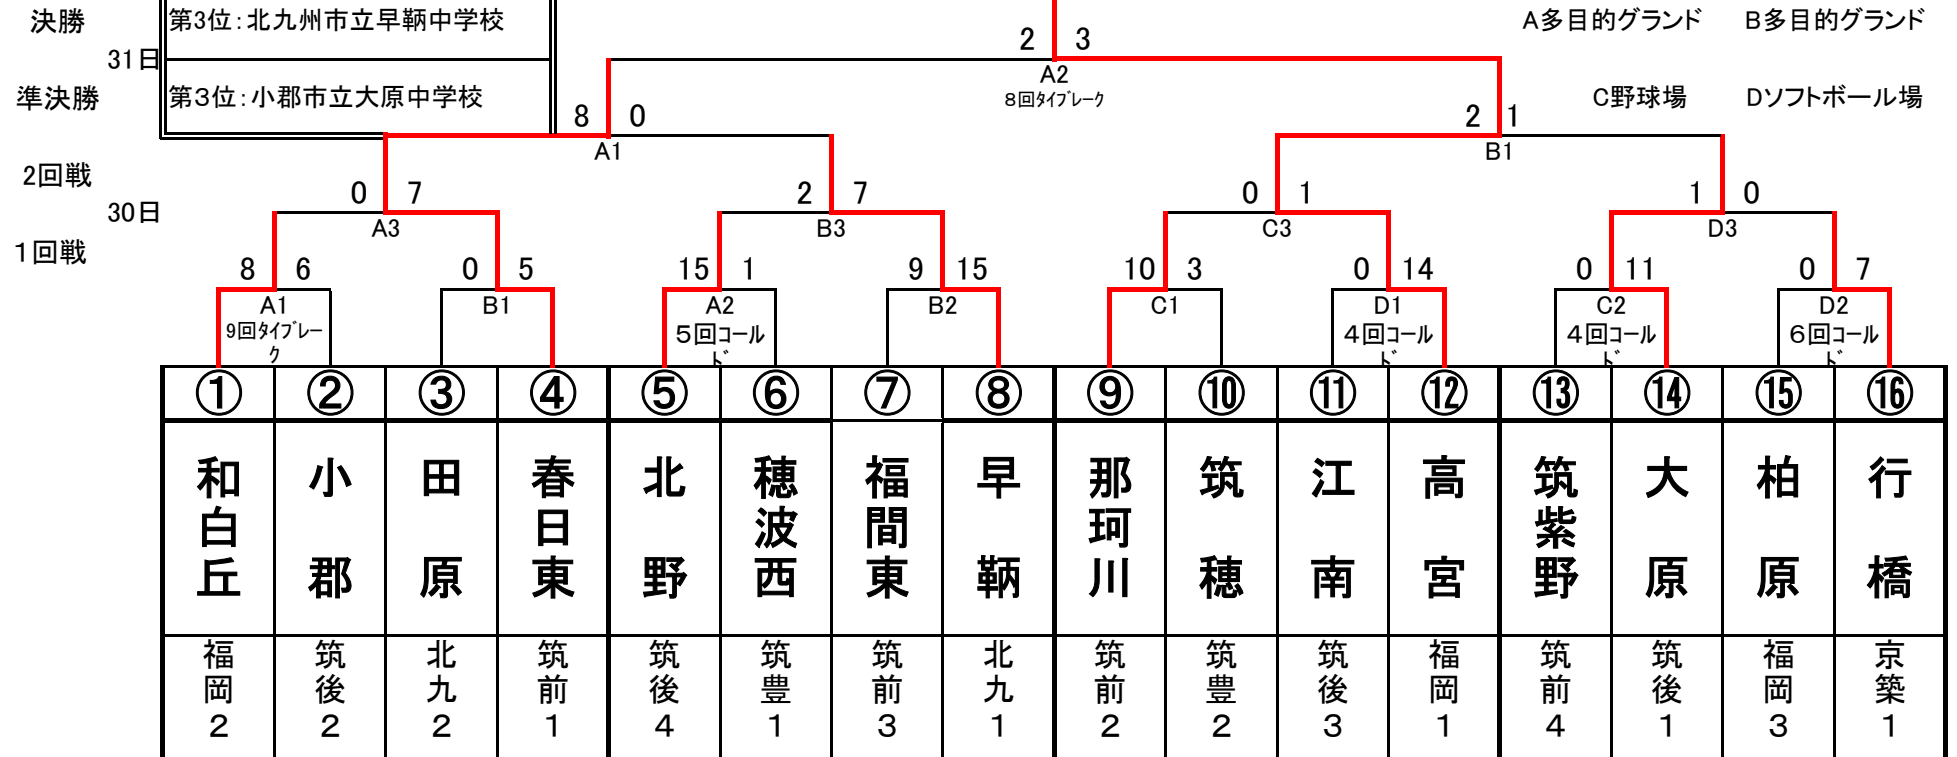 決勝
第3位：北九州市立早鞆中学校
A多目的グランド B多目的グランド
31日
2 3
A2
8回タイブレーク
準決勝
第３位：小郡市立大原中学校
C野球場 Dソフトボール場
8 0 2 1
A1 B1
2回戦
0 7 2 7 0 1 1 0
30日
A3 B3 C3 D3
１回戦
8 6 0 5 15 1 9 15 10 3 0 14 0 11 0 7
A1 B1 A2 B2 C1 D1 C2 D2
9回タイブレーク ５回コールド ４回コールド ４回コールド ６回コールド
① ② ③ ④ ⑤ ⑥ ⑦ ⑧ ⑨ ⑩ ⑪ ⑫ ⑬ ⑭ ⑮ ⑯
和白丘 小郡 田原 春日東 北野 穂波西 福間東 早鞆 那珂川 筑穂 江南 高宮 筑紫野 大原 柏原 行橋
福岡２ 筑後２ 北九２ 筑前１ 筑後４ 筑豊１ 筑前３ 北九１ 筑前２ 筑豊２ 筑後３ 福岡１ 筑前４ 筑後１ 福岡３ 京築１